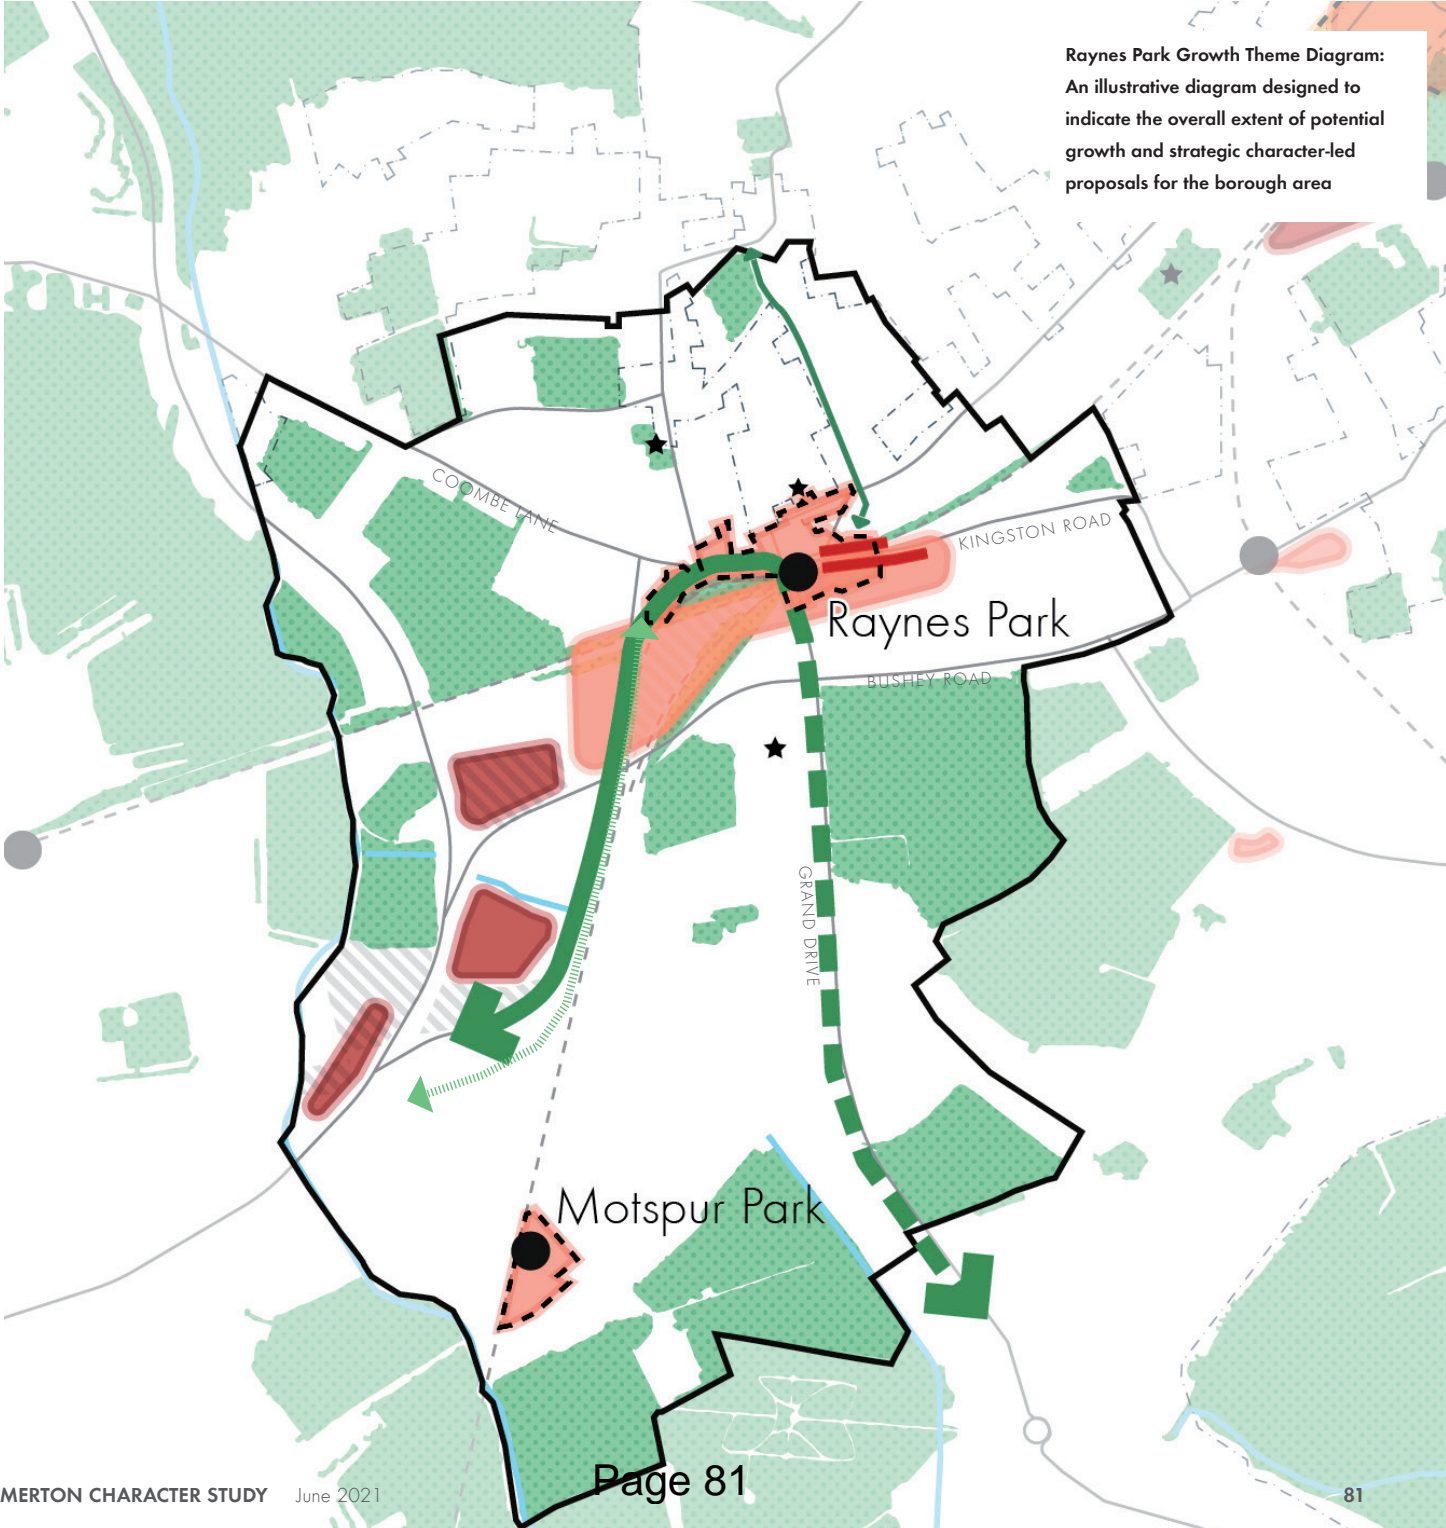 Raynes Park Growth Theme Diagram:
An illustrative diagram designed to
indicate the overall extent of potential
growth and strategic character-led
proposals for the borough area
COOMBE LANE
KINGSTON ROAD
Raynes Park
BUSHEY ROAD
GRAND DRIVE
Motspur Park
Page 81
MERTON CHARACTER STUDY June 2021
81